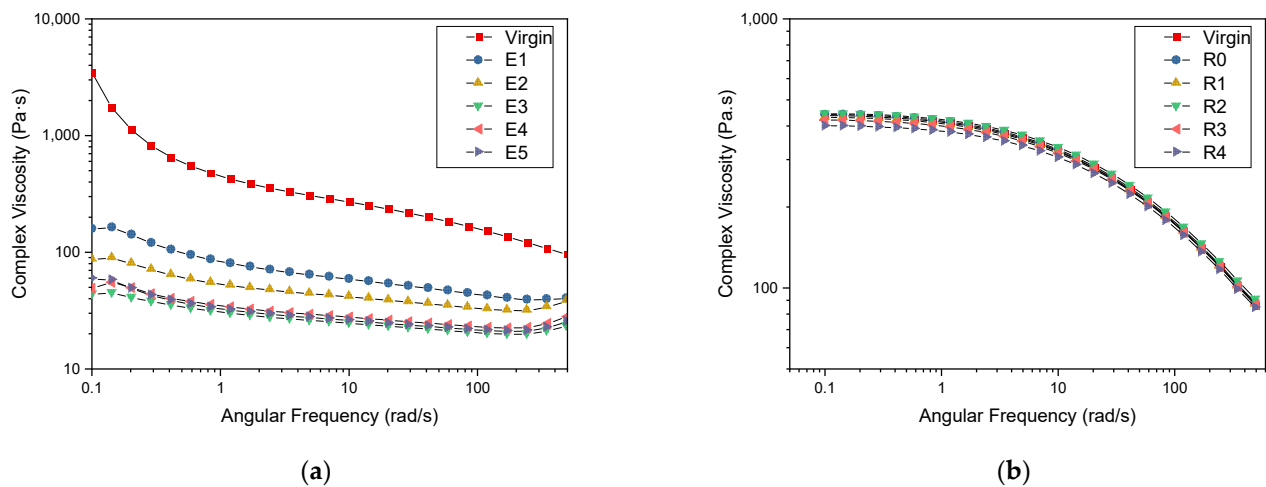 10,000
1,000
100
10
Complex Viscosity (Pa·s)
0.1 1 10 100
Angular Frequency (rad/s)
Virgin
E1
E2
E3
E4
E5
(a)
1,000
100
Complex Viscosity (Pa.s)
0.1 1 10 100
Angular Frequency (rad/s)
Virgin
R0
R1
R2
R3
R4
(b)